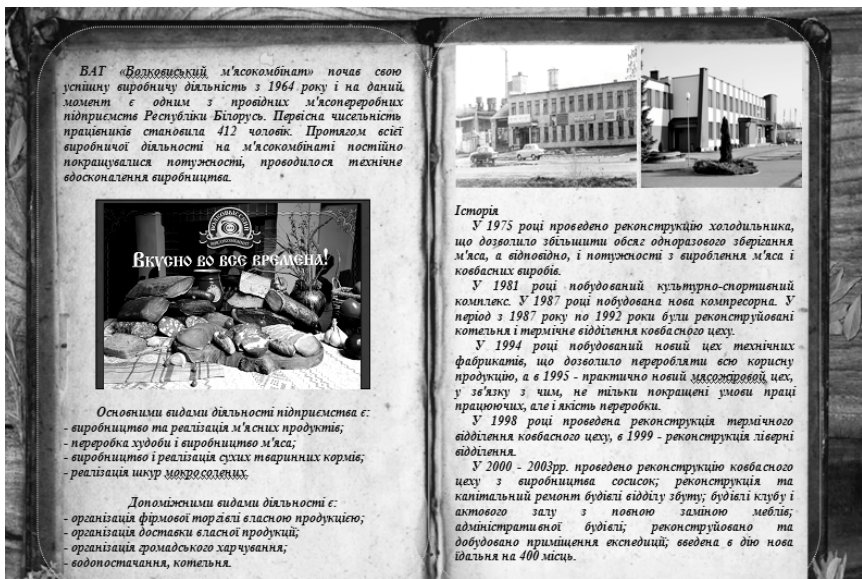 ВАТ «Волковиський м'ясокомбінат» почав свою
успішну виробничу діяльність з 1964 року і на даний
момент є одним з провідних м'ясопереробних
підприємств Республіки Білорусь. Первісна чисельність
працівників становила 412 чоловік. Протягом всієї
виробничої діяльності на м'ясокомбінаті постійно
покращувалися потужності, проводилося технічне
вдосконалення виробництва.
ВКУСНО ВО ВСЕ ВРЕМЕНА!
Основними видами діяльності підприємства є:
- виробництво та реалізація м'ясних продуктів;
- переробка худоби і виробництво м'яса;
- виробництво і реалізація сухих тваринних кормів;
- реалізація шкур мокросолених.
Допоміжними видами діяльності є:
- організація фірмової торгівлі власною продукцією;
- організація доставки власної продукції;
- організація громадського харчування;
- водопостачання, котельня.
Історія
У 1975 році проведено реконструкцію холодильника,
що дозволило збільшити обсяг одноразового зберігання
м'яса, а відповідно, і потужності з вироблення м'яса і
ковбасних виробів.
У 1981 році побудований культурно-спортивний
комплекс. У 1987 році побудована нова компресорна. У
період з 1987 року по 1992 роки були реконструйовані
котельня і термічне відділення ковбасного цеху.
У 1994 році побудований новий цех технічних
фабрикатів, що дозволило переробляти всю корисну
продукцію, а в 1995 - практично новий мясожіровой цех,
у зв'язку з чим, не тільки покращені умови праці
працюючих, але і якість переробки.
У 1998 році проведена реконструкція термічного
відділення ковбасного цеху, в 1999 - реконструкція ліверні
відділення.
У 2000 - 2003рр. проведено реконструкцію ковбасного
цеху з виробництва сосисок; реконструкція та
капітальний ремонт будівлі відділу збуту; будівлі клубу і
актового залу з повною заміною меблів;
адміністративної будівлі; реконструйовано та
добудовано приміщення експедиції; введена в дію нова
їдальня на 400 місць.